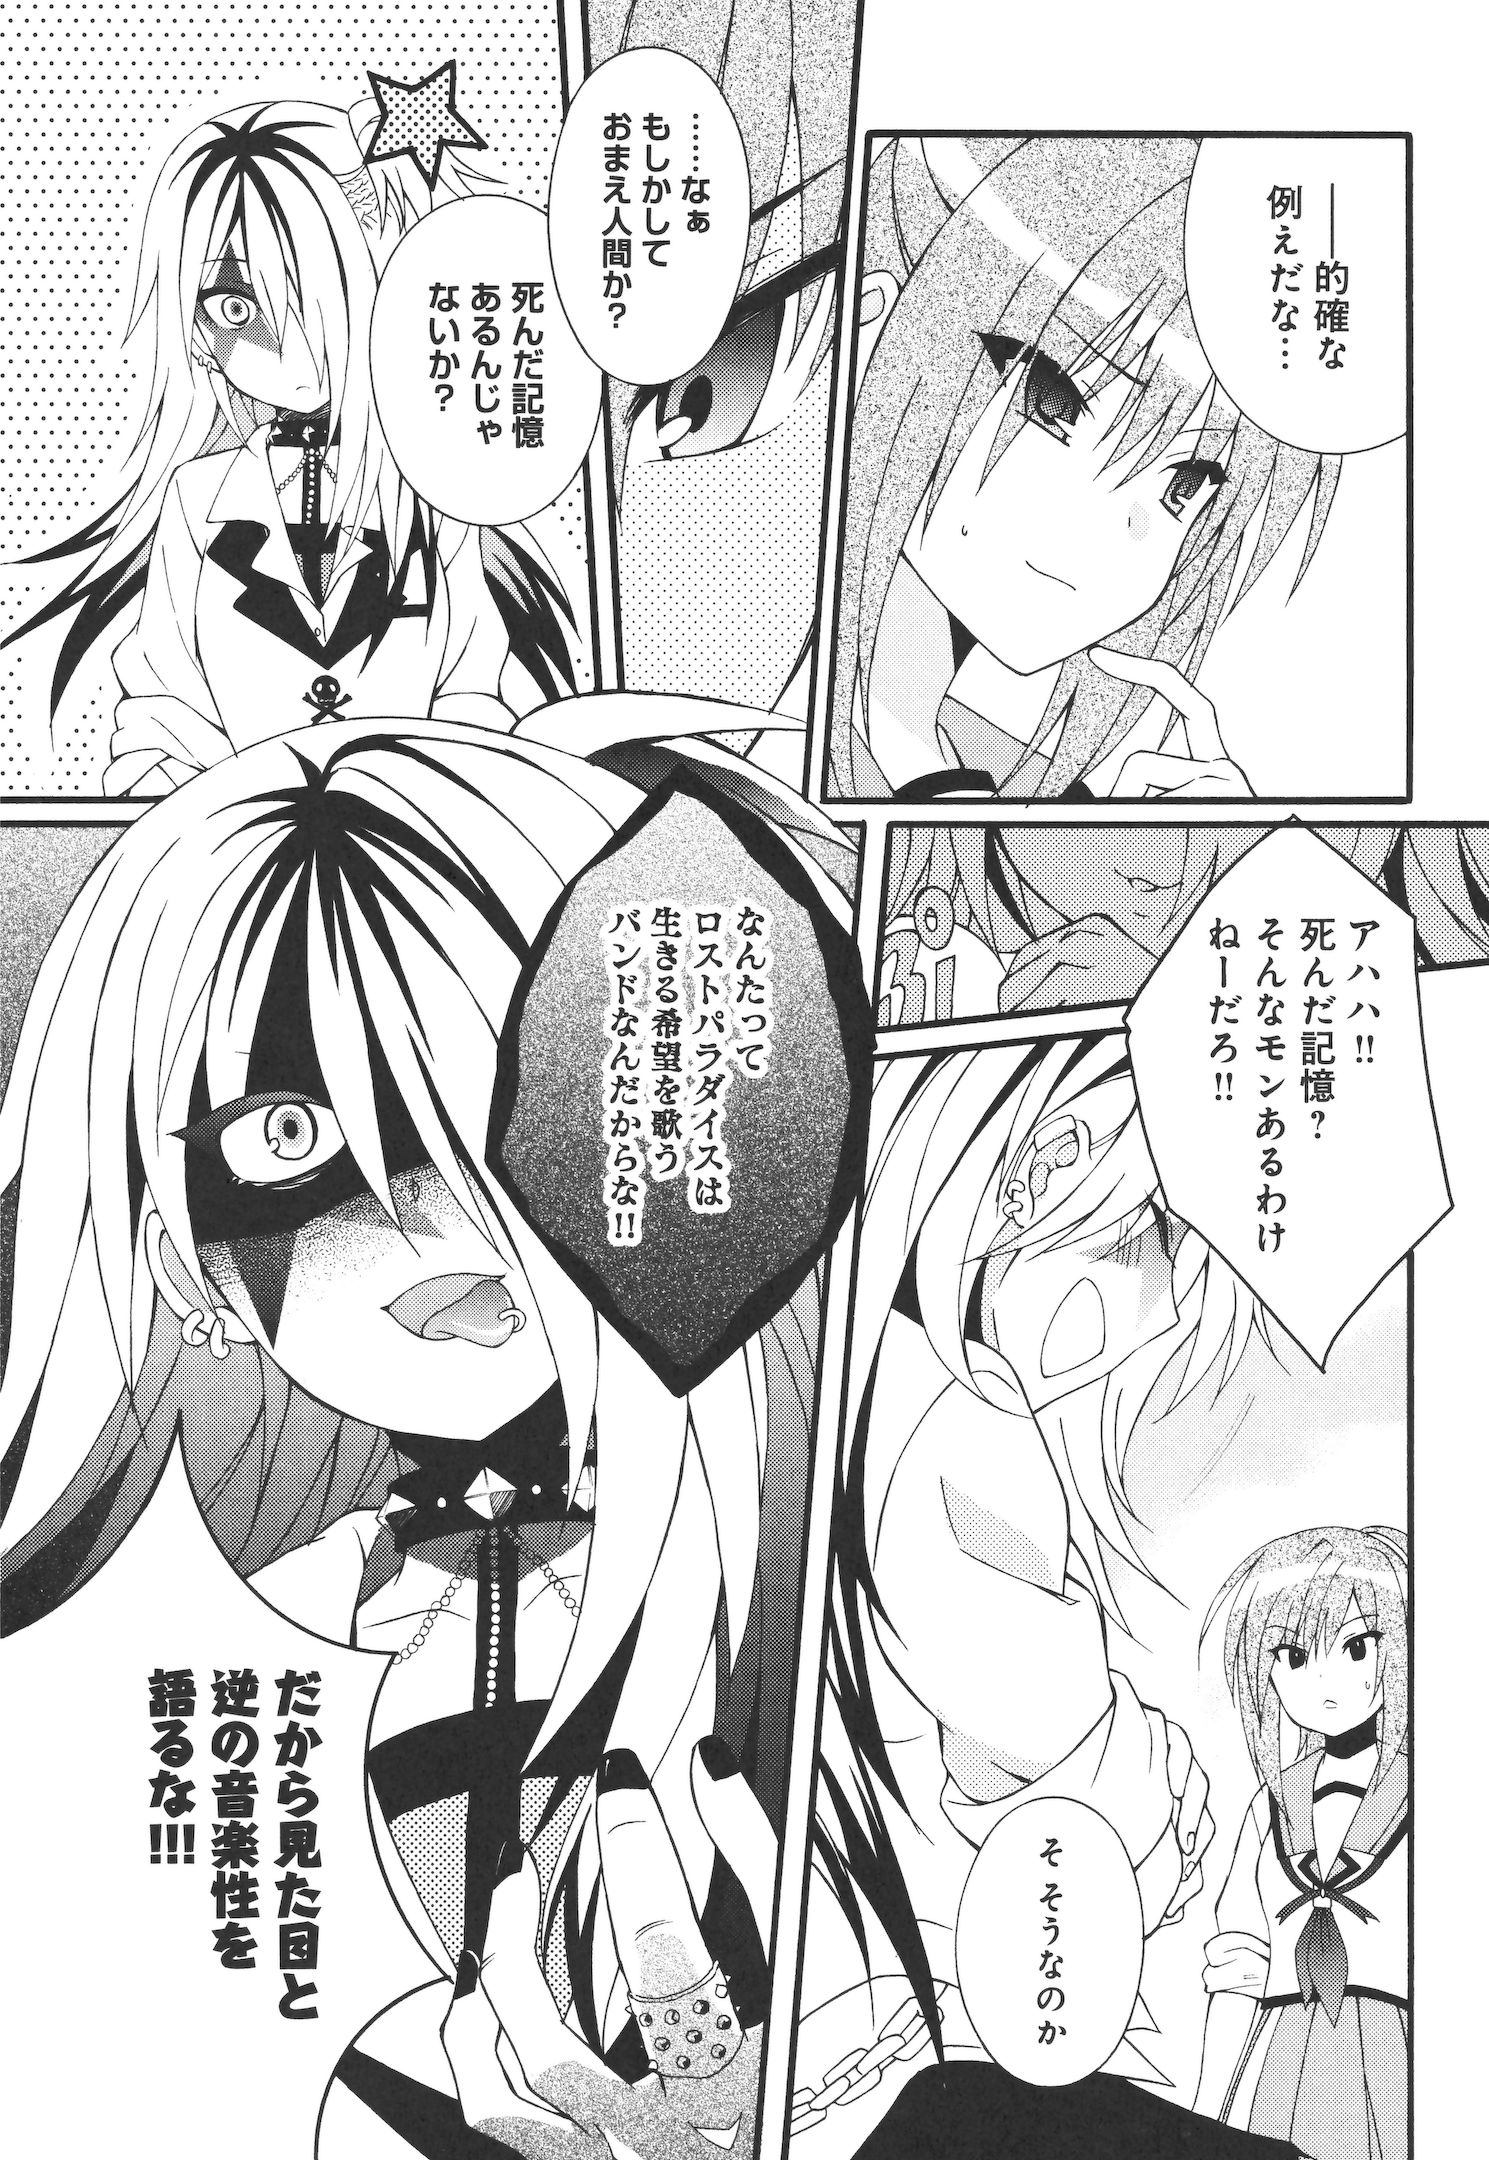 ――的確な
例えだな…
……なぁ
もしかして
おまえ人間か？
死んだ記憶
あるんじゃ
ないか？
アハハ!!
死んだ記憶？
そんなモンあるわけ
ねーだろ!!
そ そうなのか
なんたって
ロストパラダイスは
生きる希望を歌う
バンドなんだからな!!
だから見た目と
逆の音楽性を
語るな!!!